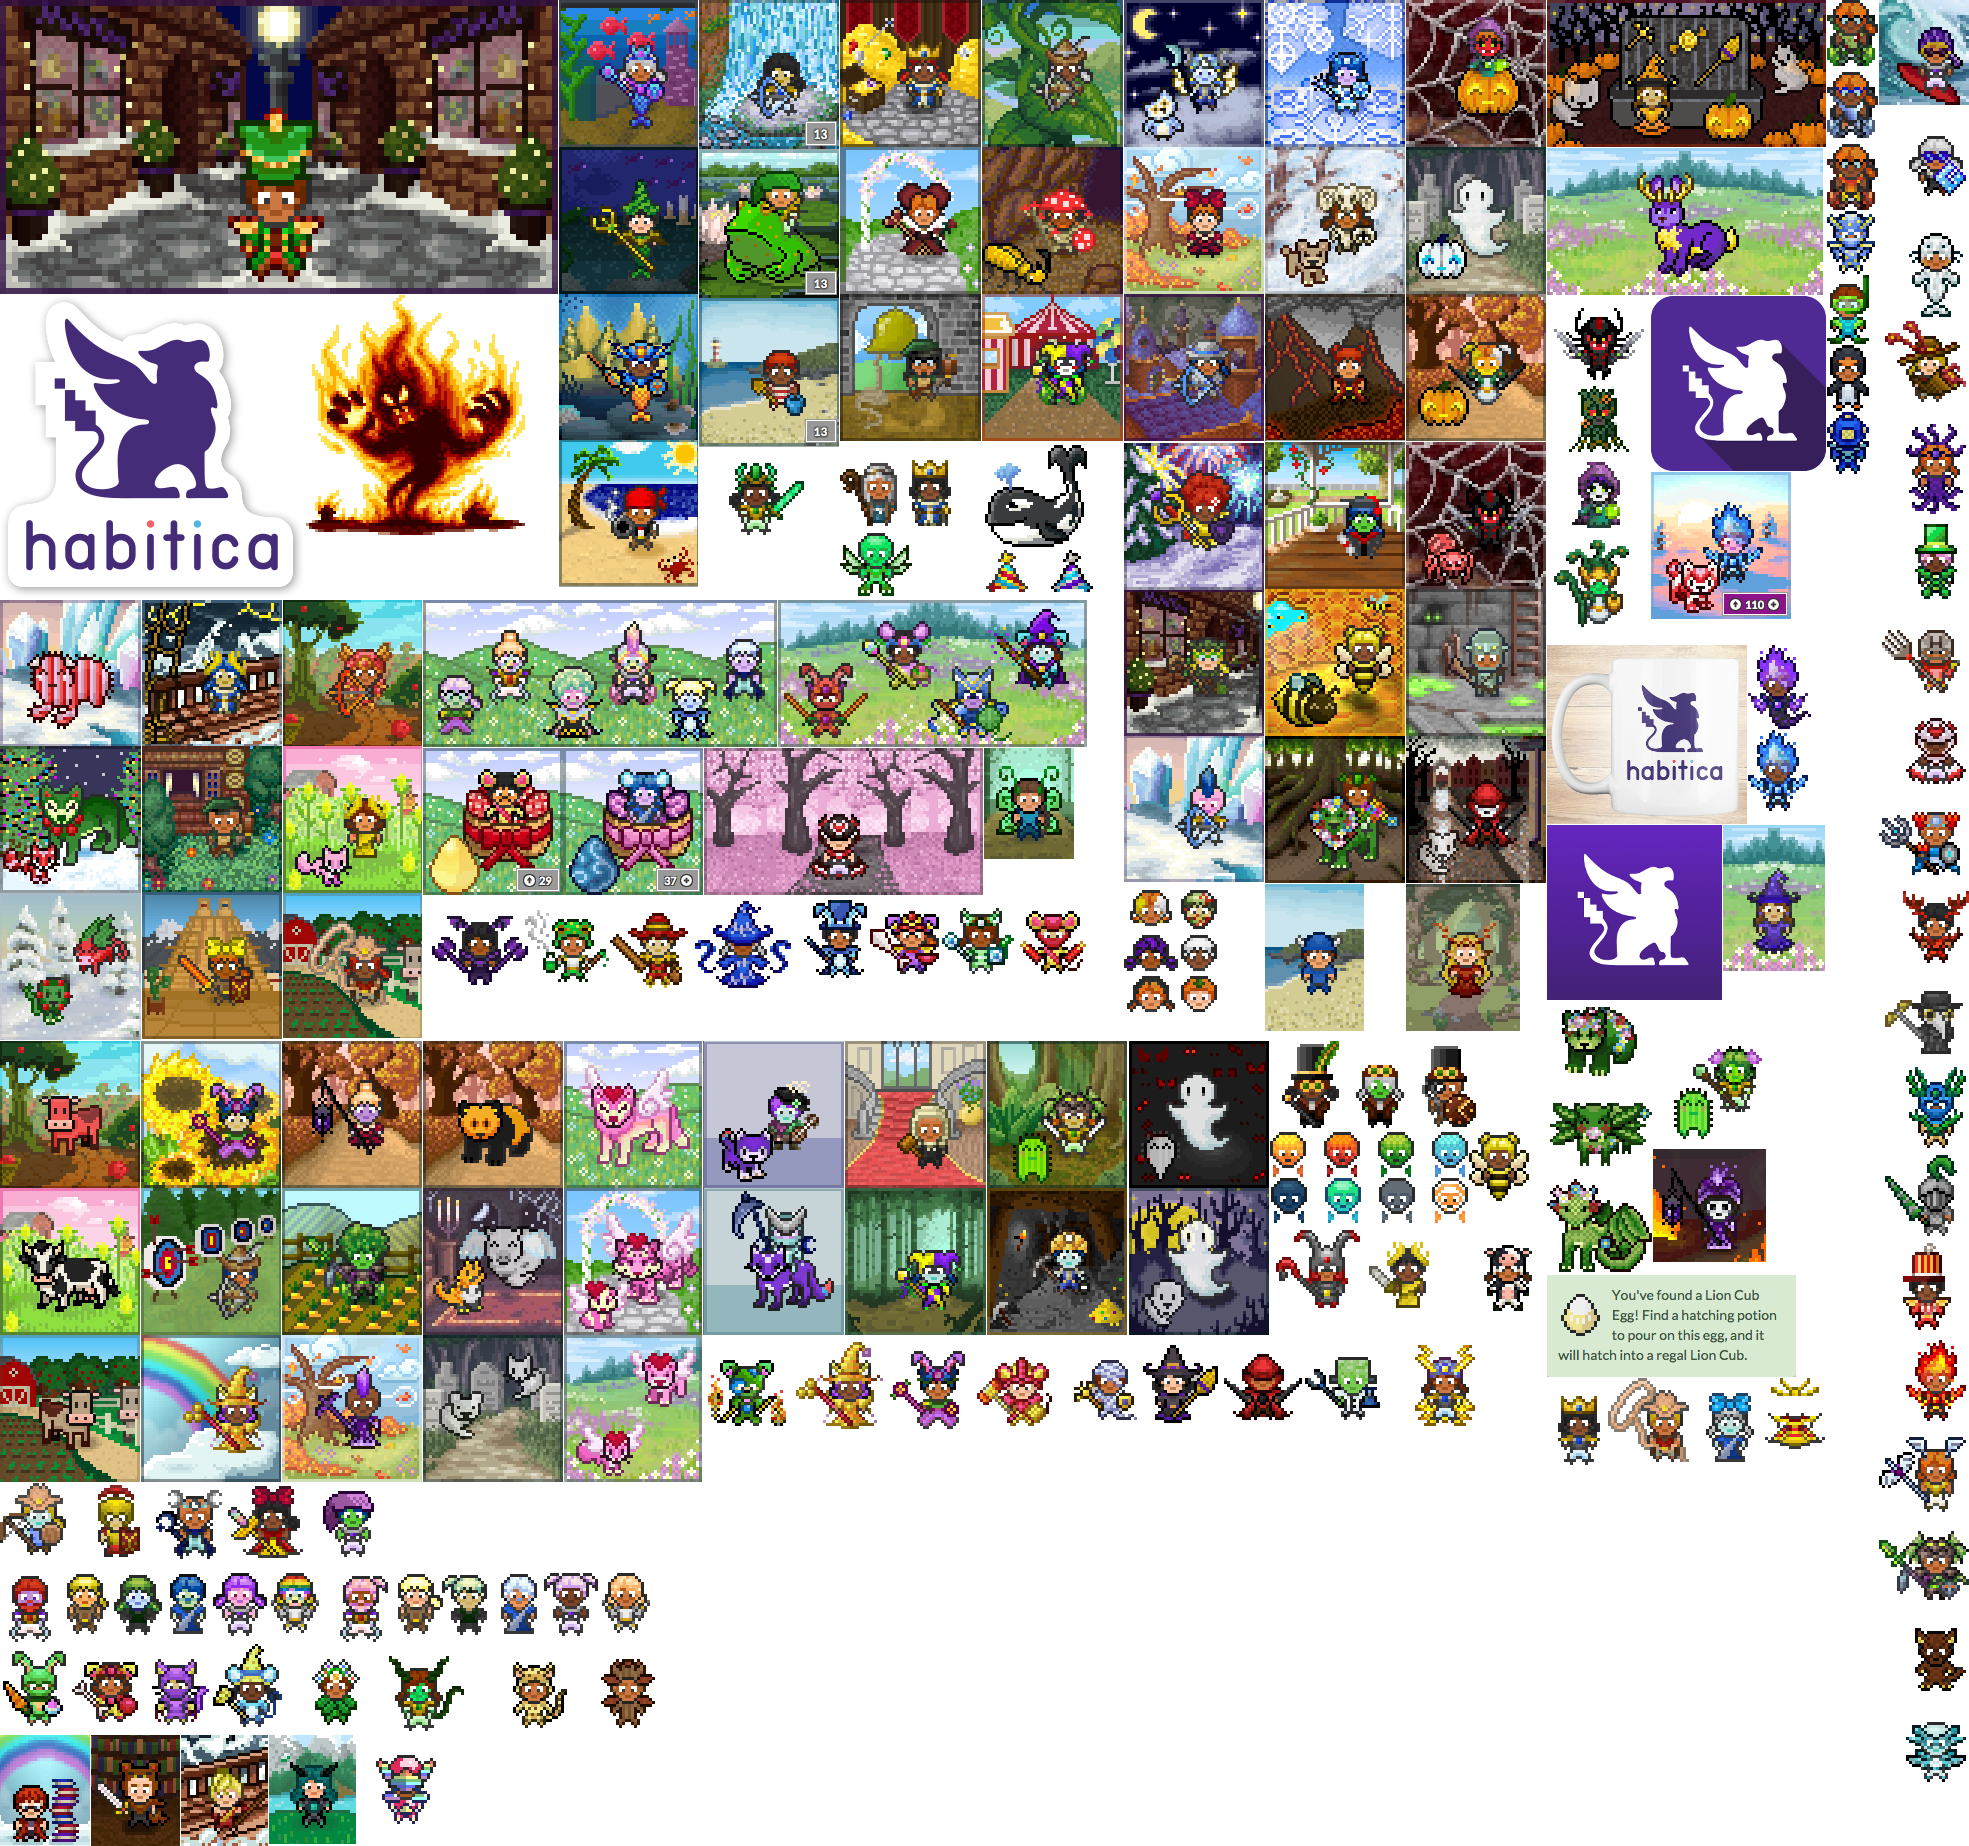 13
13
13
habitica
110
29
37
habitica
You've found a Lion Cub
Egg! Find a hatching potion
to pour on this egg, and it
will hatch into a regal Lion Cub.